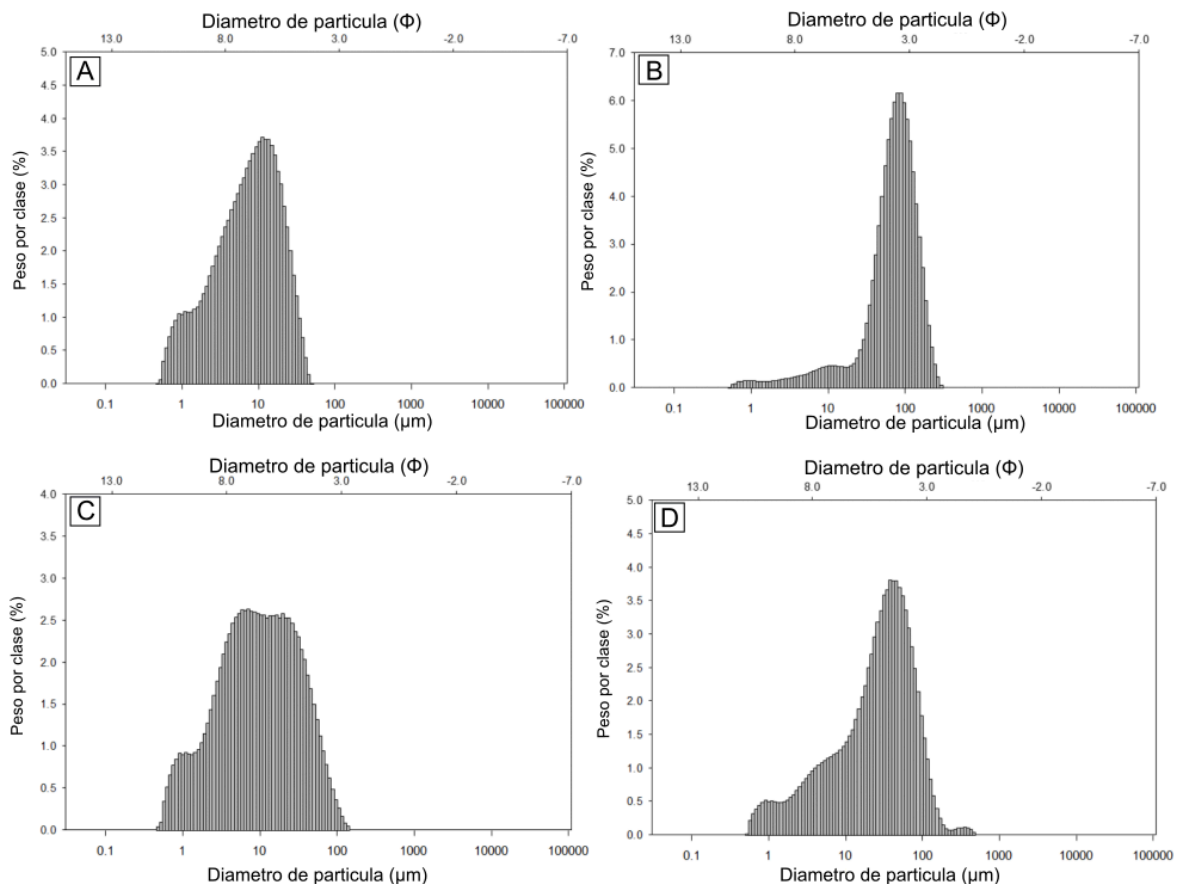 Diametro de particula (Φ)
13.0 8.0 3.0 -2.0 -7.0
A
5.0
4.5
4.0
3.5
3.0
2.5
2.0
1.5
1.0
0.5
0.0
Peso por clase (%)
0.1 1 10 100 1000 10000 100000
Diametro de particula (µm)
Diametro de particula (Φ)
13.0 8.0 3.0 -2.0 -7.0
B
7.0
6.0
5.0
4.0
3.0
2.0
1.0
0.0
Peso por clase (%)
0.1 1 10 100 1000 10000 100000
Diametro de particula (µm)
Diametro de particula (Φ)
13.0 8.0 3.0 -2.0 -7.0
C
4.0
3.5
3.0
2.5
2.0
1.5
1.0
0.5
0.0
Peso por clase (%)
0.1 1 10 100 1000 10000 100000
Diametro de particula (µm)
Diametro de particula (Φ)
13.0 8.0 3.0 -2.0 -7.0
D
5.0
4.5
4.0
3.5
3.0
2.5
2.0
1.5
1.0
0.5
0.0
Peso por clase (%)
0.1 1 10 100 1000 10000 100000
Diametro de particula (µm)